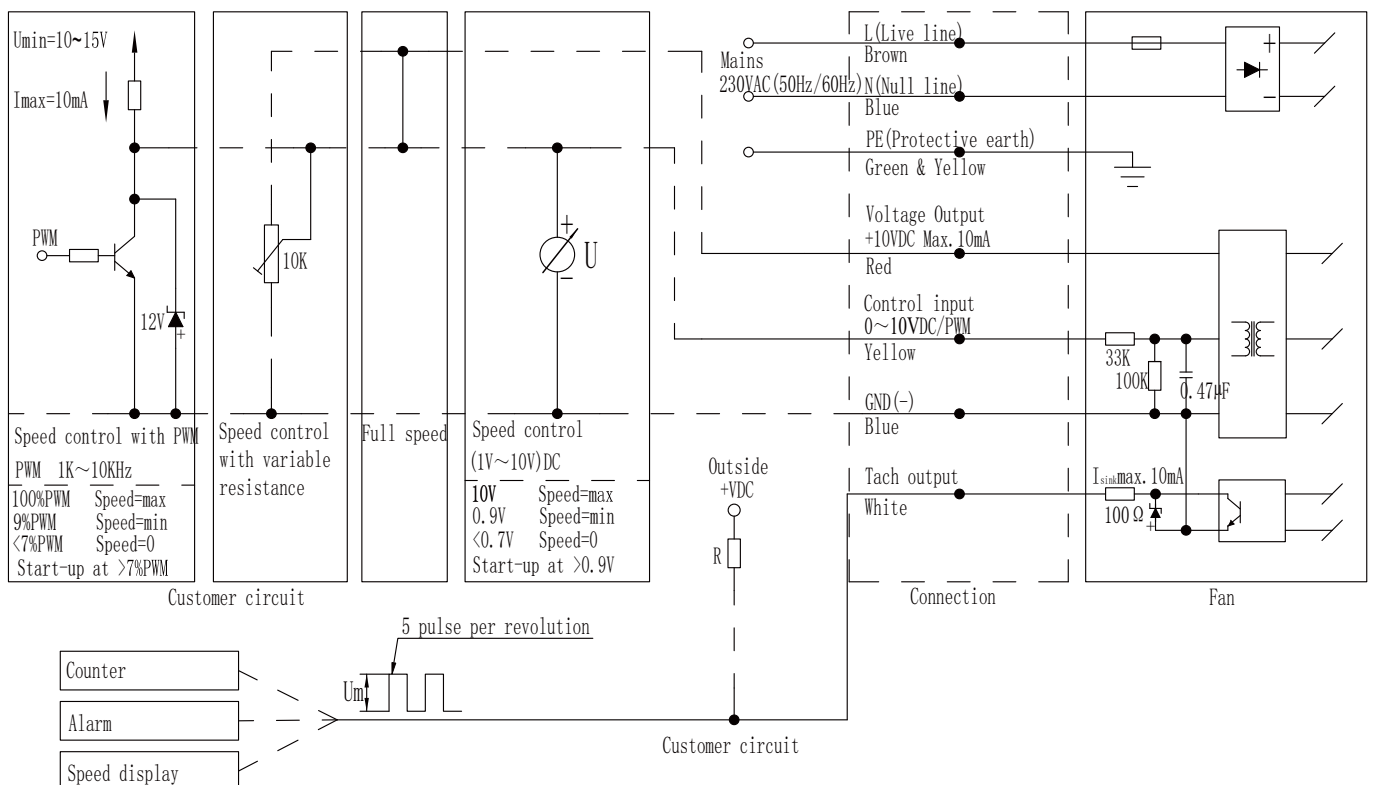 Umin=10~15V
Imax=10mA
PWM
12V
Speed control with PWM
PWM 1K~10KHz
100%PWM Speed=max
9%PWM Speed=min
<7%PWM Speed=0
Start-up at >7%PWM
10K
Speed control
with variable
resistance
Full speed
+
U
−
Speed control
(1V~10V)DC
10V Speed=max
0.9V Speed=min
<0.7V Speed=0
Start-up at >0.9V
Customer circuit
Mains
230VAC(50Hz/60Hz)
L(Live line)
Brown
N(Null line)
Blue
PE(Protective earth)
Green & Yellow
Voltage Output
+10VDC Max.10mA
Red
Control input
0~10VDC/PWM
Yellow
GND(-)
Blue
Tach output
White
Connection
+
−
33K
100K
0.47μF
Isinkmax.10mA
100Ω
+
Fan
Outside
+VDC
R
5 pulse per revolution
Um
Counter
Alarm
Speed display
Customer circuit
+